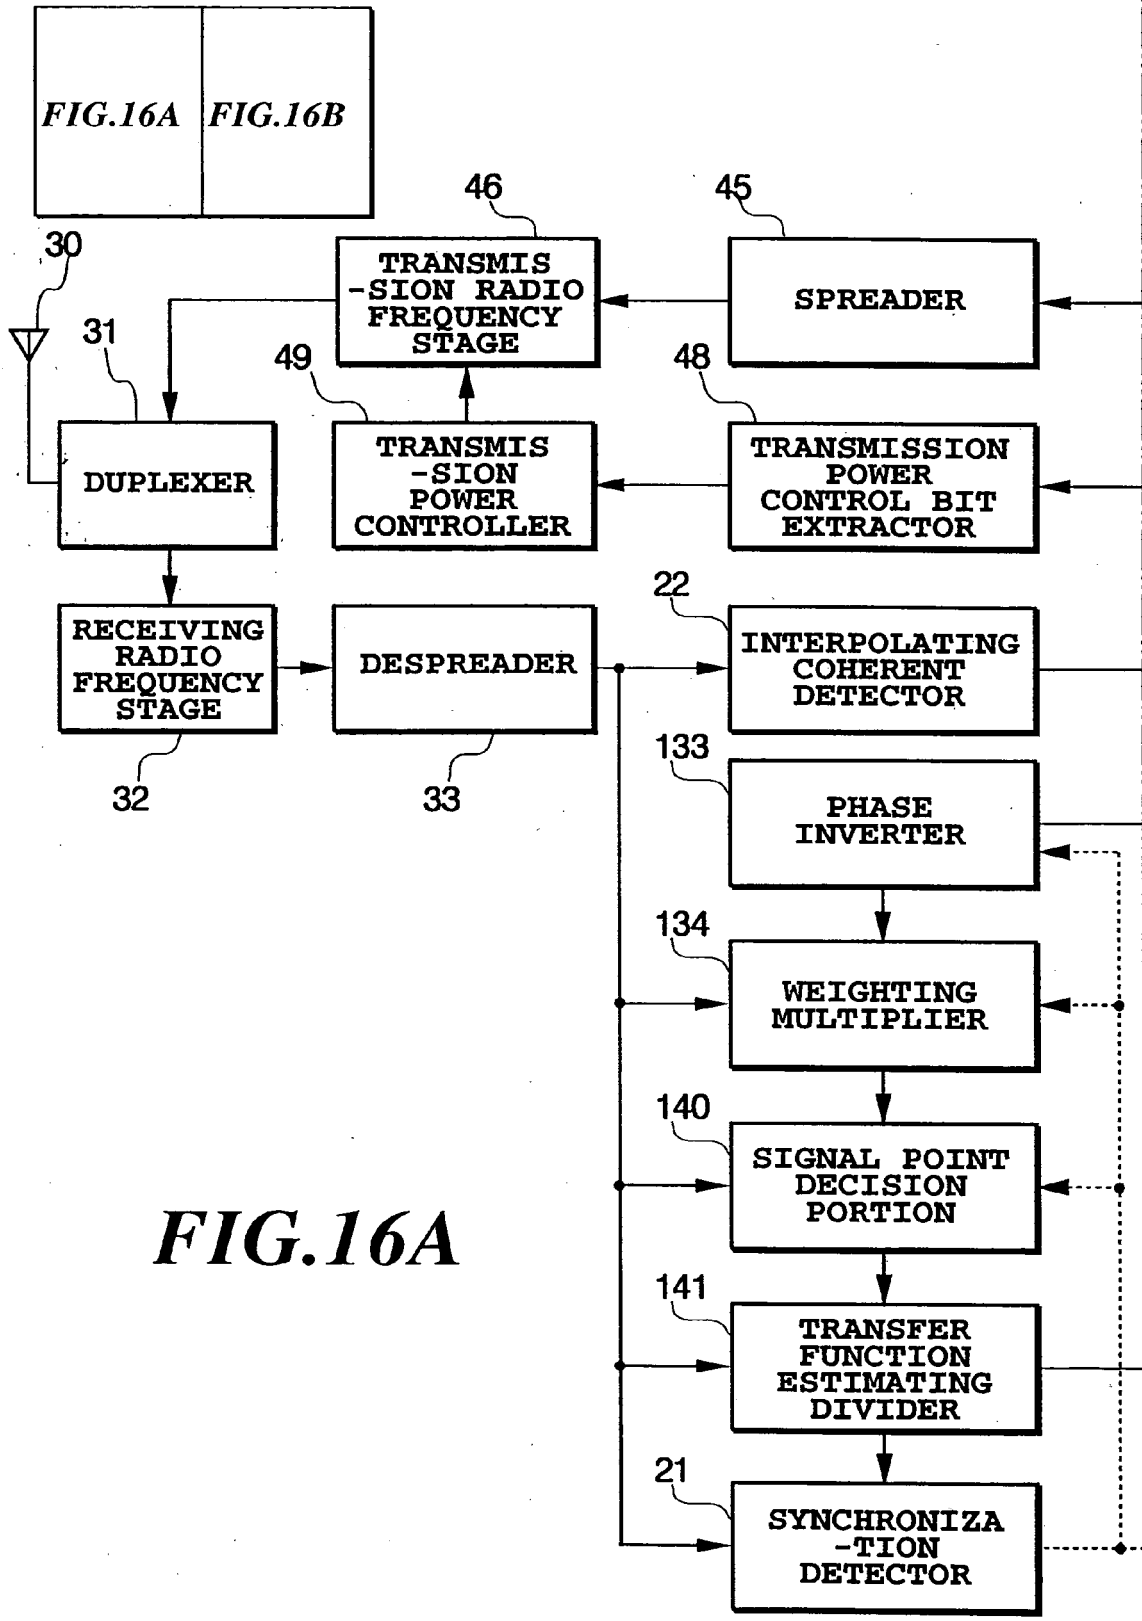 FIG.16A FIG.16B
46
45
30
TRANSMIS
-SION RADIO
FREQUENCY
STAGE
SPREADER
31
49
48
DUPLEXER
TRANSMIS
-SION
POWER
CONTROLLER
TRANSMISSION
POWER
CONTROL BIT
EXTRACTOR
22
RECEIVING
RADIO
FREQUENCY
STAGE
DESPREADER
INTERPOLATING
COHERENT
DETECTOR
32
33
133
PHASE
INVERTER
134
WEIGHTING
MULTIPLIER
140
SIGNAL POINT
DECISION
PORTION
FIG.16A
141
TRANSFER
FUNCTION
ESTIMATING
DIVIDER
21
SYNCHRONIZA
-TION
DETECTOR